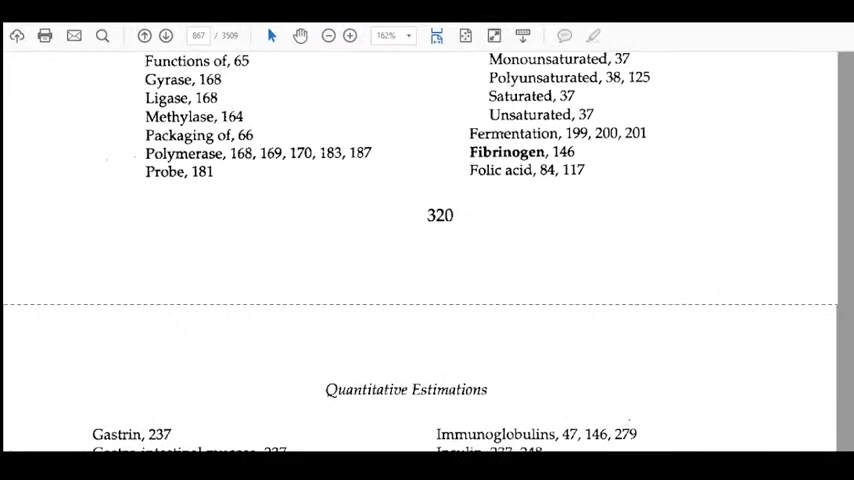 867 / 3509
162%
Functions of, 65
Gyrase, 168
Ligase, 168
Methylase, 164
Packaging of, 66
Polymerase, 168, 169, 170, 183, 187
Probe, 181
Monounsaturated, 37
Polyunsaturated, 38, 125
Saturated, 37
Unsaturated, 37
Fermentation, 199, 200, 201
Fibrinogen, 146
Folic acid, 84, 117
320
Quantitative Estimations
Gastrin, 237
Immunoglobulins, 47, 146, 279